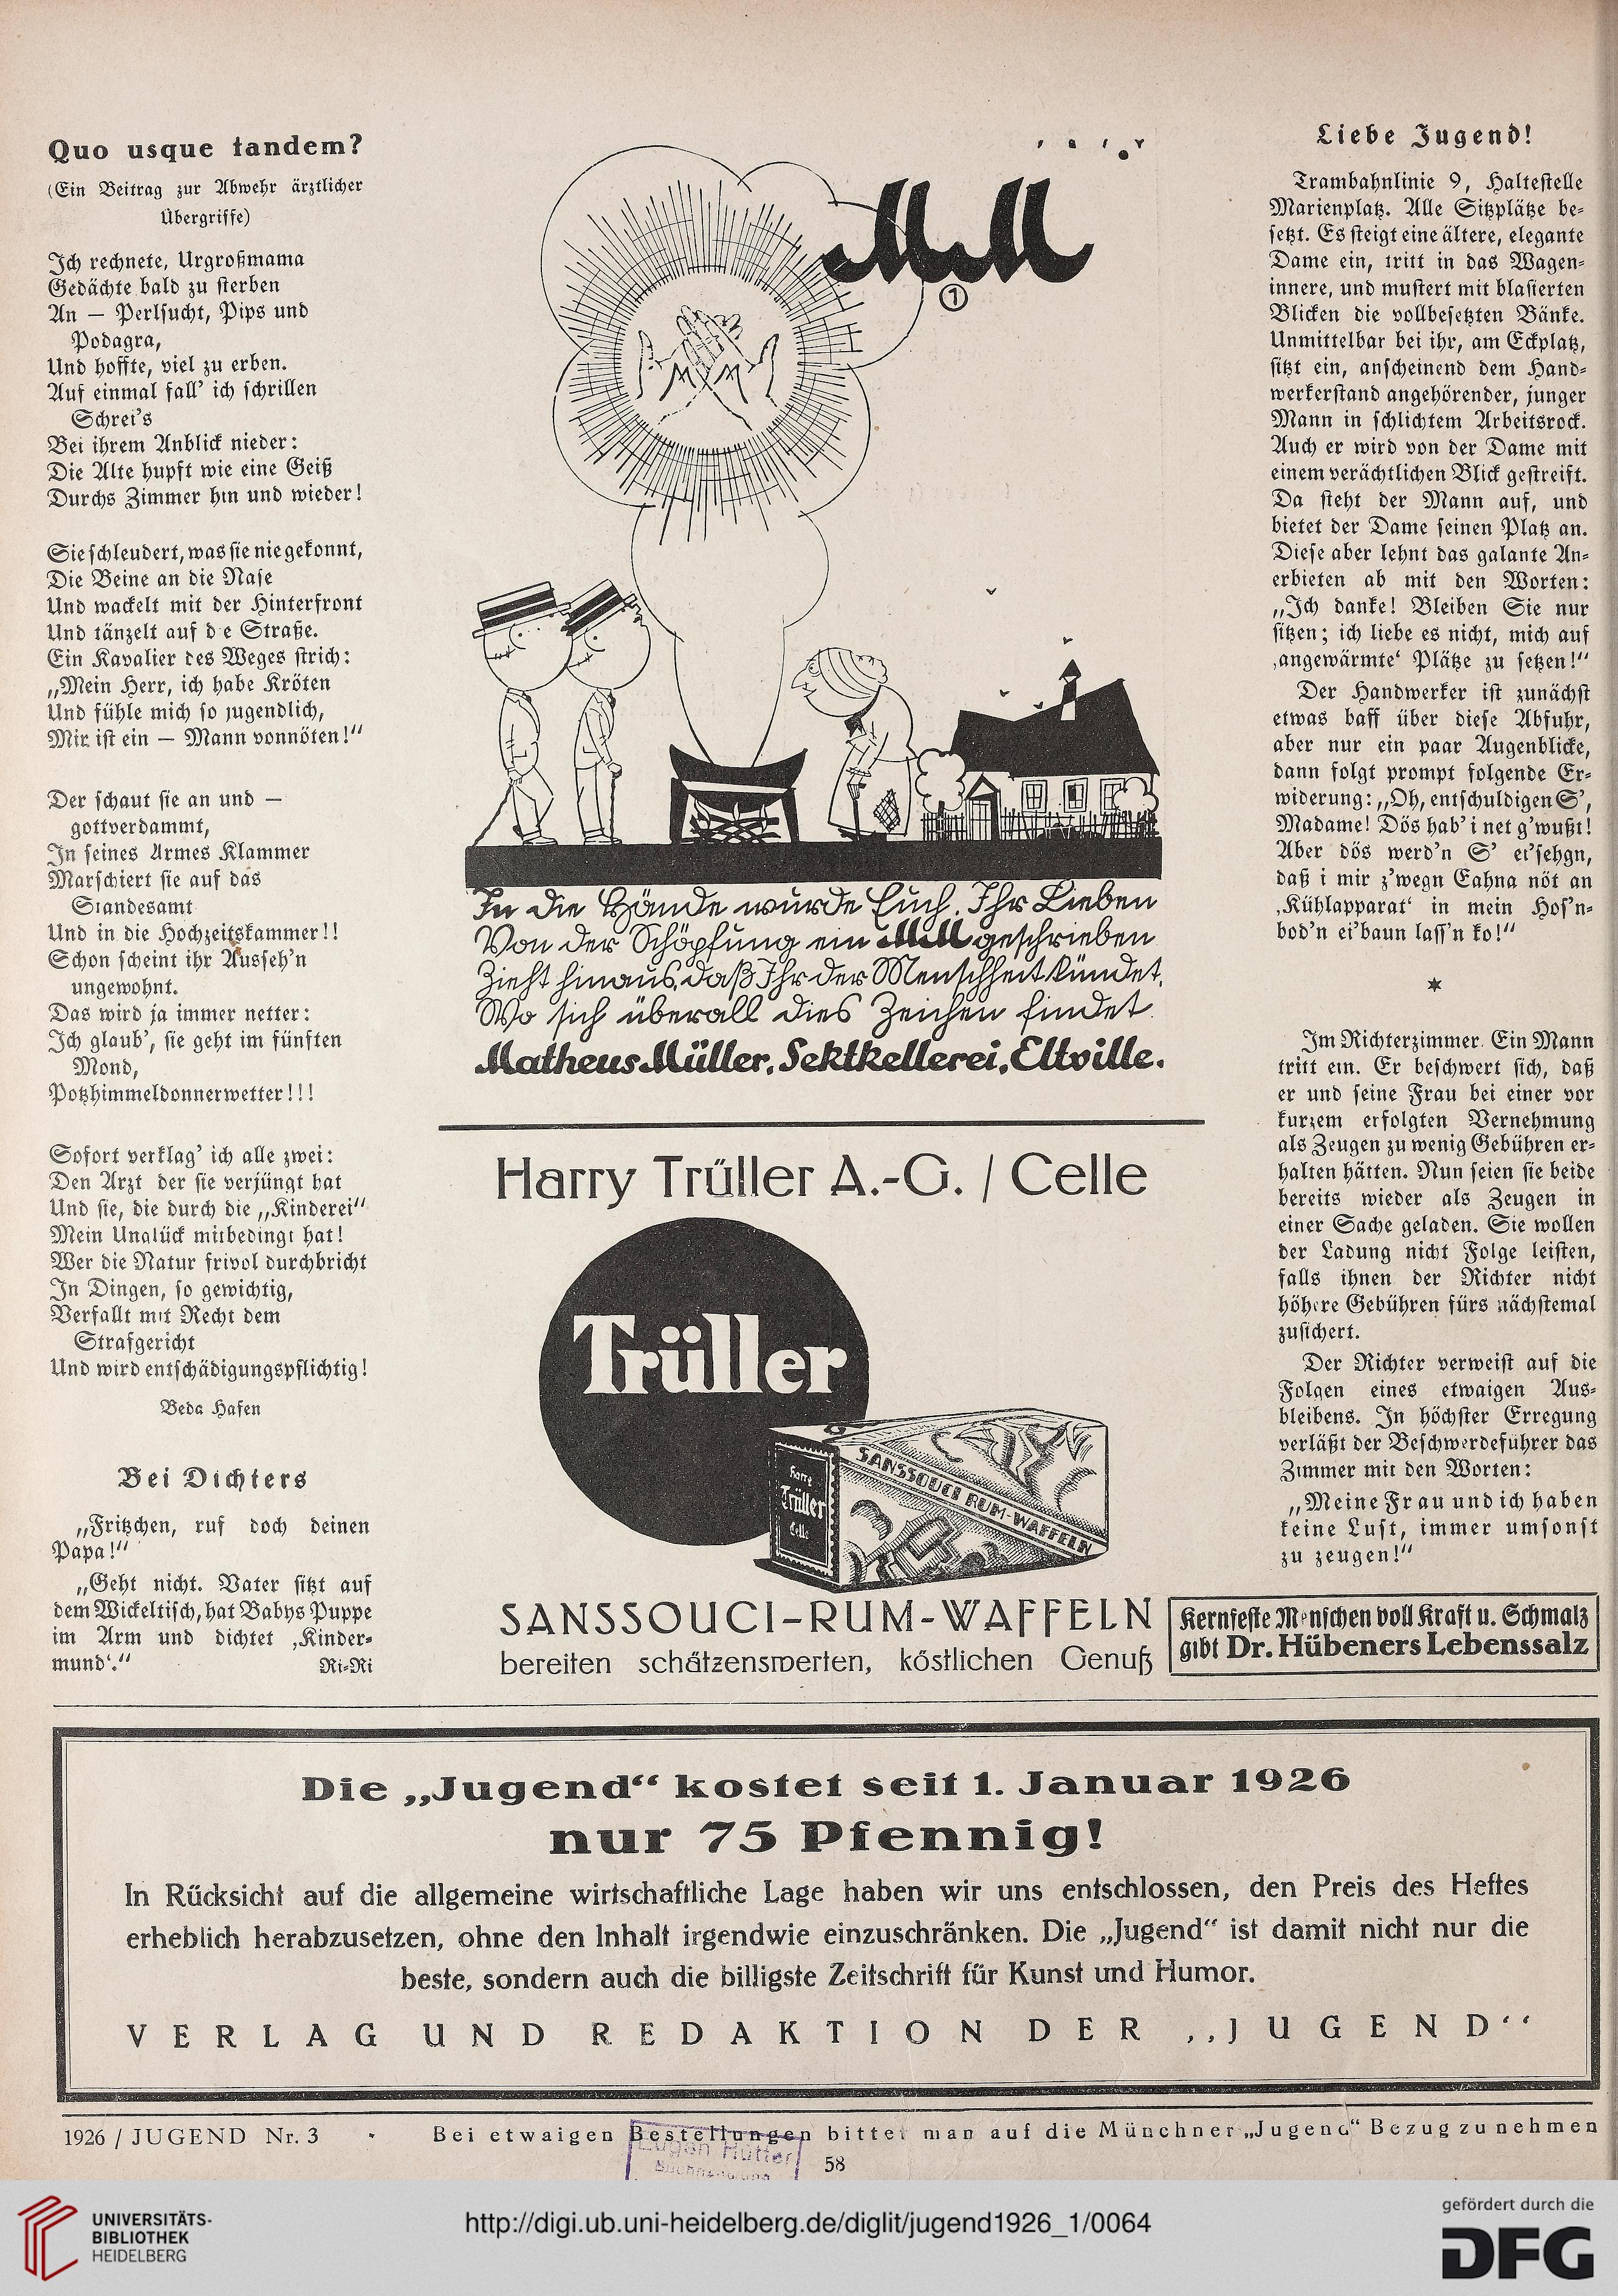 Quo usque tandem?
(Ein Beitrag zur Abwehr ärztlicher
Übergriffe)
Ich rechnete, Urgroßmama
Gedächte bald zu sterben
An — Perlsucht, Pips und
Podagra,
Und hoffte, viel zu erben.
Auf einmal fall' ich schrillen
Schrei's
Bei ihrem Anblick nieder:
Die Alte hupft wie eine Geiß
Durchs Zimmer hin und wieder!
Sie schleudert, was sie nie gekonnt,
Die Beine an die Nase
Und wackelt mit der Hinterfront
Und tänzelt auf d e Straße.
Ein Kavalier des Weges strich:
„Mein Herr, ich habe Kröten
Und fühle mich so jugendlich,
Mir ist ein — Mann vonnöten!“
Der schaut sie an und —
gottverdammt,
In seines Armes Klammer
Marschiert sie auf das
Standesamt
Und in die Hochzeitskammer!!
Schon scheint ihr Ausseh'n
ungewohnt.
Das wird ja immer netter:
Ich glaub', sie geht im fünften
Mond,
Potzhimmeldonnerwetter!!!
Sofort verklag' ich alle zwei:
Den Arzt der sie verjüngt hat
Und sie, die durch die „Kinderei“
Mein Unglück mitbedingt hat!
Wer die Natur frivol durchbricht
In Dingen, so gewichtig,
Verfallt mit Recht dem
Strafgericht
Und wird entschädigungspflichtig!
Beda Hafen
Bei Dichters
„Fritzchen, ruf doch deinen
Papa!“
„Geht nicht. Vater sitzt auf
dem Wickeltisch, hat Babys Puppe
im Arm und dichtet ‚Kinder-
mund‘.“ Ri-Ri
MM
1
In die Hände wurde Euch, Ihr Lieben
Von der Schöpfung ein MM geschrieben
Zieht hinaus, daß Ihr der Menschheit kündet,
Wo sich überall dies Zeichen findet.
Matheus Müller, Sektkellerei, Eltville.
Harry Trüller A.-G. / Celle
Trüller
Harry
Trüller
Celle
SANSSOUCI RUM-WAFFELN
SANSSOUCI-RUM-WAFFELN
bereiten schätzenswerten, köstlichen Genuß
Liebe Jugend!
Trambahnlinie 9, Haltestelle
Marienplatz. Alle Sitzplätze be-
setzt. Es steigt eine ältere, elegante
Dame ein, tritt in das Wagen-
innere, und mustert mit blasierten
Blicken die vollbesetzten Bänke.
Unmittelbar bei ihr, am Eckplatz,
sitzt ein, anscheinend dem Hand-
werkerstand angehörender, junger
Mann in schlichtem Arbeitsrock.
Auch er wird von der Dame mit
einem verächtlichen Blick gestreift.
Da steht der Mann auf, und
bietet der Dame seinen Platz an.
Diese aber lehnt das galante An-
erbieten ab mit den Worten:
„Ich danke! Bleiben Sie nur
sitzen; ich liebe es nicht, mich auf
‚angewärmte‘ Plätze zu setzen!“
Der Handwerker ist zunächst
etwas baff über diese Abfuhr,
aber nur ein paar Augenblicke,
dann folgt prompt folgende Er-
widerung: „Oh, entschuldigen S',
Madame! Dös hab' i net g'wußt!
Aber dös werd'n S' ei'sehgn,
daß i mir z'wegn Eahna nöt an
‚Kühlapparat‘ in mein Hos'n-
bod'n ei'baun lass'n ko!“
*
Im Richterzimmer. Ein Mann
tritt ein. Er beschwert sich, daß
er und seine Frau bei einer vor
kurzem erfolgten Vernehmung
als Zeugen zu wenig Gebühren er-
halten hätten. Nun seien sie beide
bereits wieder als Zeugen in
einer Sache geladen. Sie wollen
der Ladung nicht Folge leisten,
falls ihnen der Richter nicht
höhere Gebühren fürs nächstemal
zusichert.
Der Richter verweist auf die
Folgen eines etwaigen Aus-
bleibens. In höchster Erregung
verläßt der Beschwerdeführer das
Zimmer mit den Worten:
„Meine Frau und ich haben
keine Lust, immer umsonst
zu zeugen!“
Kernfeste Menschen voll Kraft u. Schmalz
gibt Dr. Hübeners Lebenssalz
Die „Jugend“ kostet seit 1. Januar 1926
nur 75 Pfennig!
In Rücksicht auf die allgemeine wirtschaftliche Lage haben wir uns entschlossen, den Preis des Heftes
erheblich herabzusetzen, ohne den Inhalt irgendwie einzuschränken. Die „Jugend“ ist damit nicht nur die
beste, sondern auch die billigste Zeitschrift für Kunst und Humor.
VERLAG UND REDAKTION DER „JUGEND“
1926 / JUGEND Nr. 3
Bei etwaigen Bestellungen bittet man auf die Münchner „Jugend“ Bezug zu nehmen
58
UNIVERSITÄTS-
BIBLIOTHEK
HEIDELBERG
http://digi.ub.uni-heidelberg.de/diglit/jugend1926_1/0064
gefördert durch die
DFG